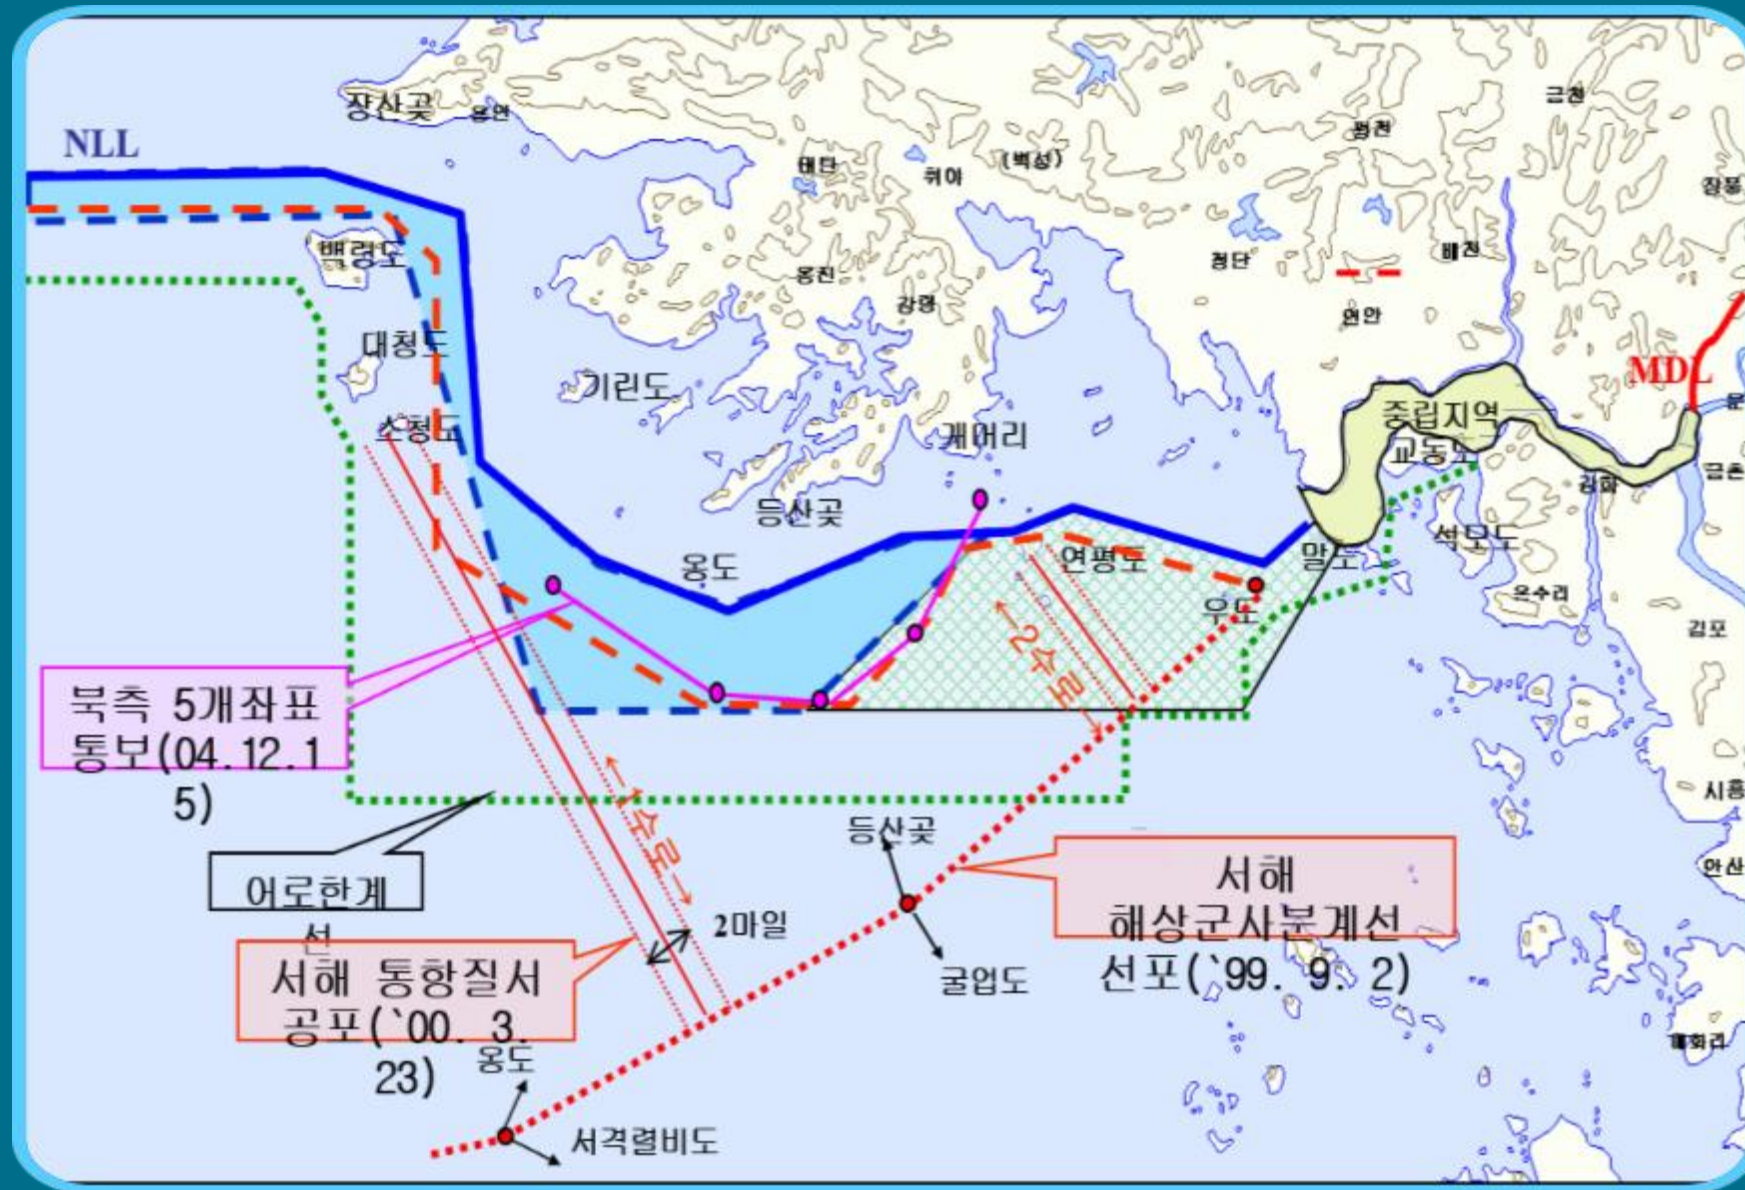 장산곶
용안
금천
평천
NLL
태탄
취야
(벽성)
장풍
백령도
옹진
청단
배천
강령
연안
대청도
기린도
MDL
소청도
개머리
중립지역
교동도
금촌
강화
등산곶
석모도
옹도
연평도
말도
우도
온수리
김포
2수로
북측 5개좌표
통보(04.12.1
5)
시흥
1수로
등산곶
어로한계
선
서해
해상군사분계선
선포(`99. 9. 2)
안산
2마일
서해 통항질서
공포(`00. 3.
23)
굴업도
옹도
서격렬비도